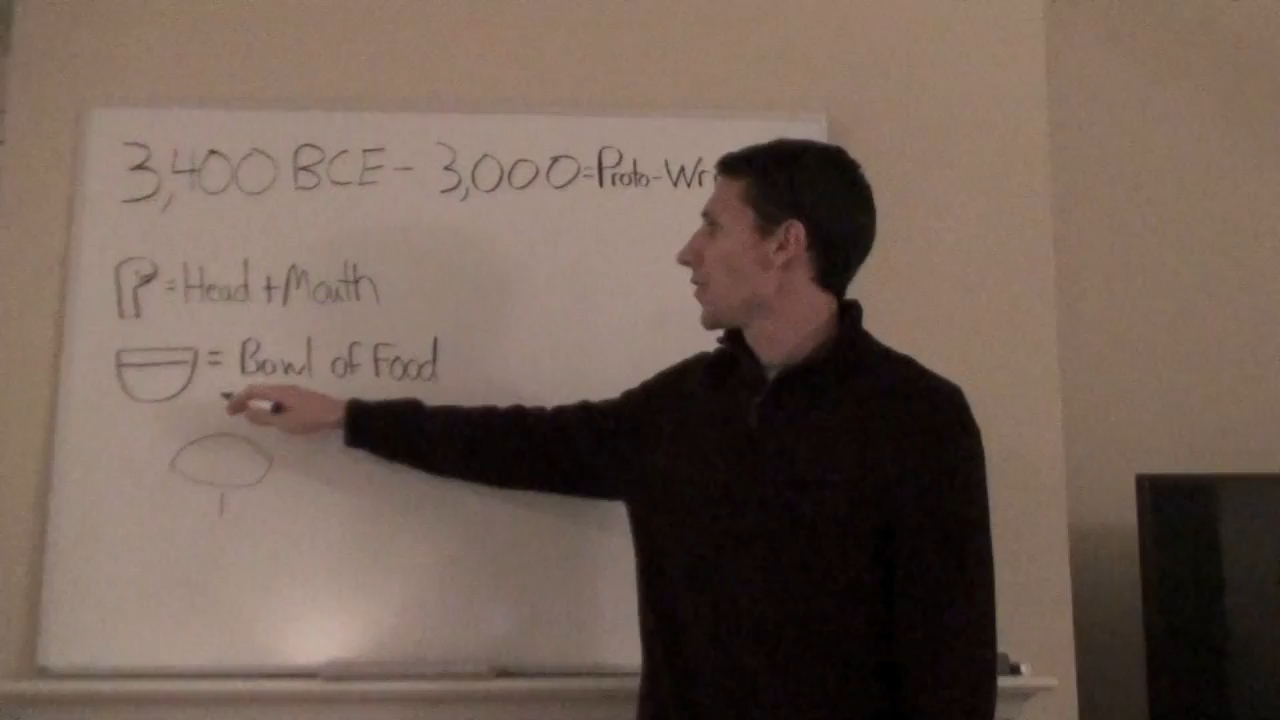 3,400 BCE - 3,000 = Proto-Wr
= Head + Mouth
= Bowl of Food